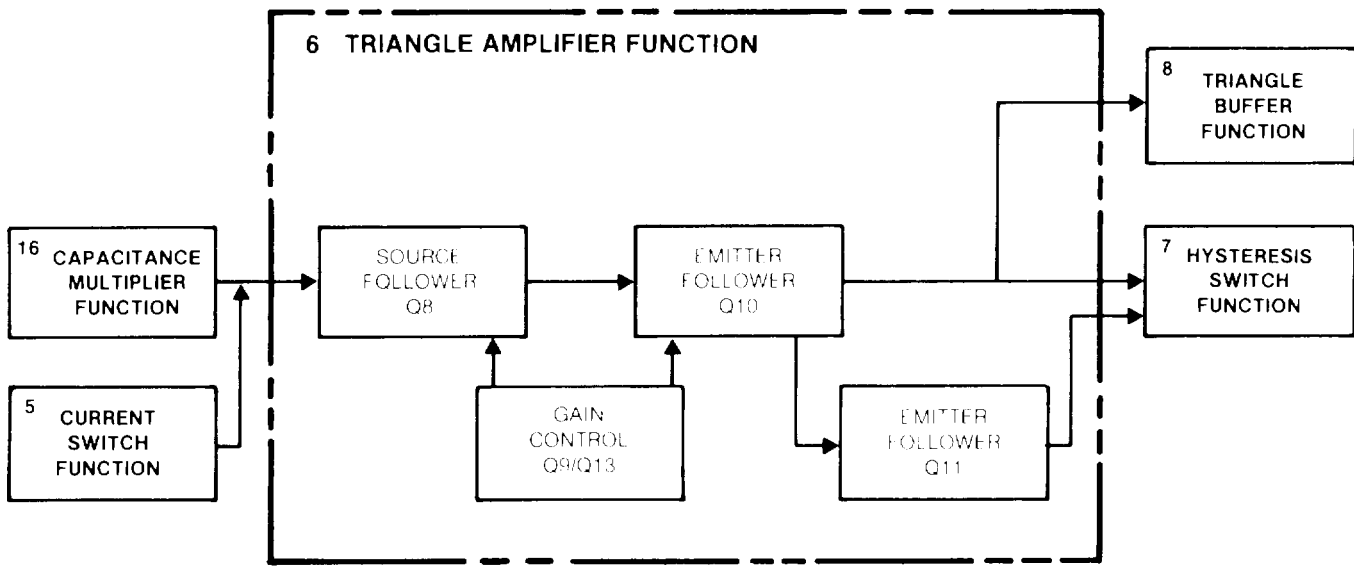 6 TRIANGLE AMPLIFIER FUNCTION
8
TRIANGLE
BUFFER
FUNCTION
16
CAPACITANCE
MULTIPLIER
FUNCTION
SOURCE
FOLLOWER
Q8
EMITTER
FOLLOWER
Q10
7
HYSTERESIS
SWITCH
FUNCTION
5
CURRENT
SWITCH
FUNCTION
GAIN
CONTROL
Q9/Q13
EMITTER
FOLLOWER
Q11